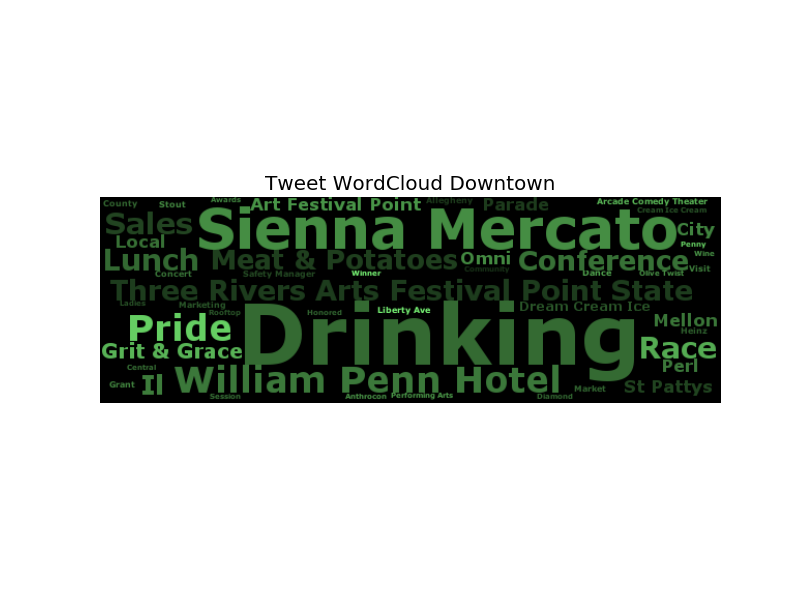 Tweet WordCloud Downtown
County Stout Awards Art Festival Point Allegheny Parade Arcade Comedy Theater
Cream Ice Cream
Sales Sienna Mercato City
Local Penny
Lunch Meat & Potatoes Omni Conference Wine
Concert Safety Manager Winner Community Dance Olive Twist Visit
Three Rivers Arts Festival Point State
Ladies Marketing Dream Cream Ice
Rooftop Honored Liberty Ave
Pride Drinking Mellon
Heinz
Grit & Grace Race
Central Perl
Grant Il William Penn Hotel Market St Pattys
Session Anthrocon Performing Arts Diamond